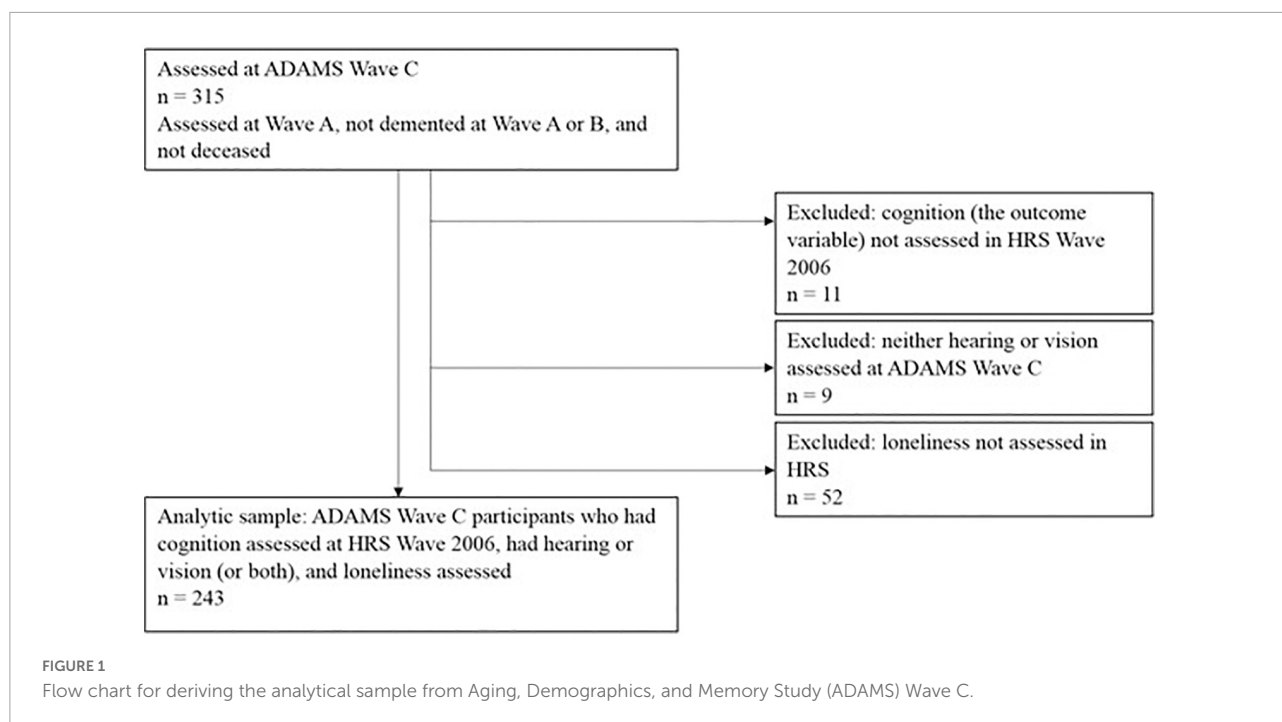 Assessed at ADAMS Wave C
n = 315
Assessed at Wave A, not demented at Wave A or B, and
not deceased
Excluded: cognition (the outcome
variable) not assessed in HRS Wave
2006
n = 11
Excluded: neither hearing or vision
assessed at ADAMS Wave C
n = 9
Excluded: loneliness not assessed in
HRS
n = 52
Analytic sample: ADAMS Wave C participants who had
cognition assessed at HRS Wave 2006, had hearing or
vision (or both), and loneliness assessed
n = 243
FIGURE 1
Flow chart for deriving the analytical sample from Aging, Demographics, and Memory Study (ADAMS) Wave C.